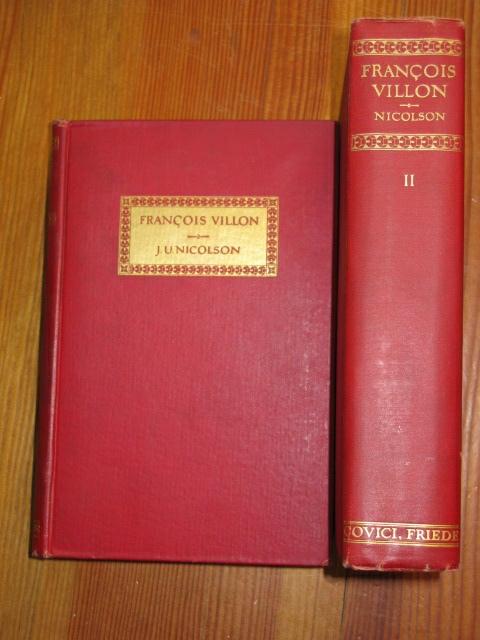 FRANÇOIS VILLON
J. U. NICOLSON
FRANÇOIS
VILLON
NICOLSON
II
COVICI, FRIEDE